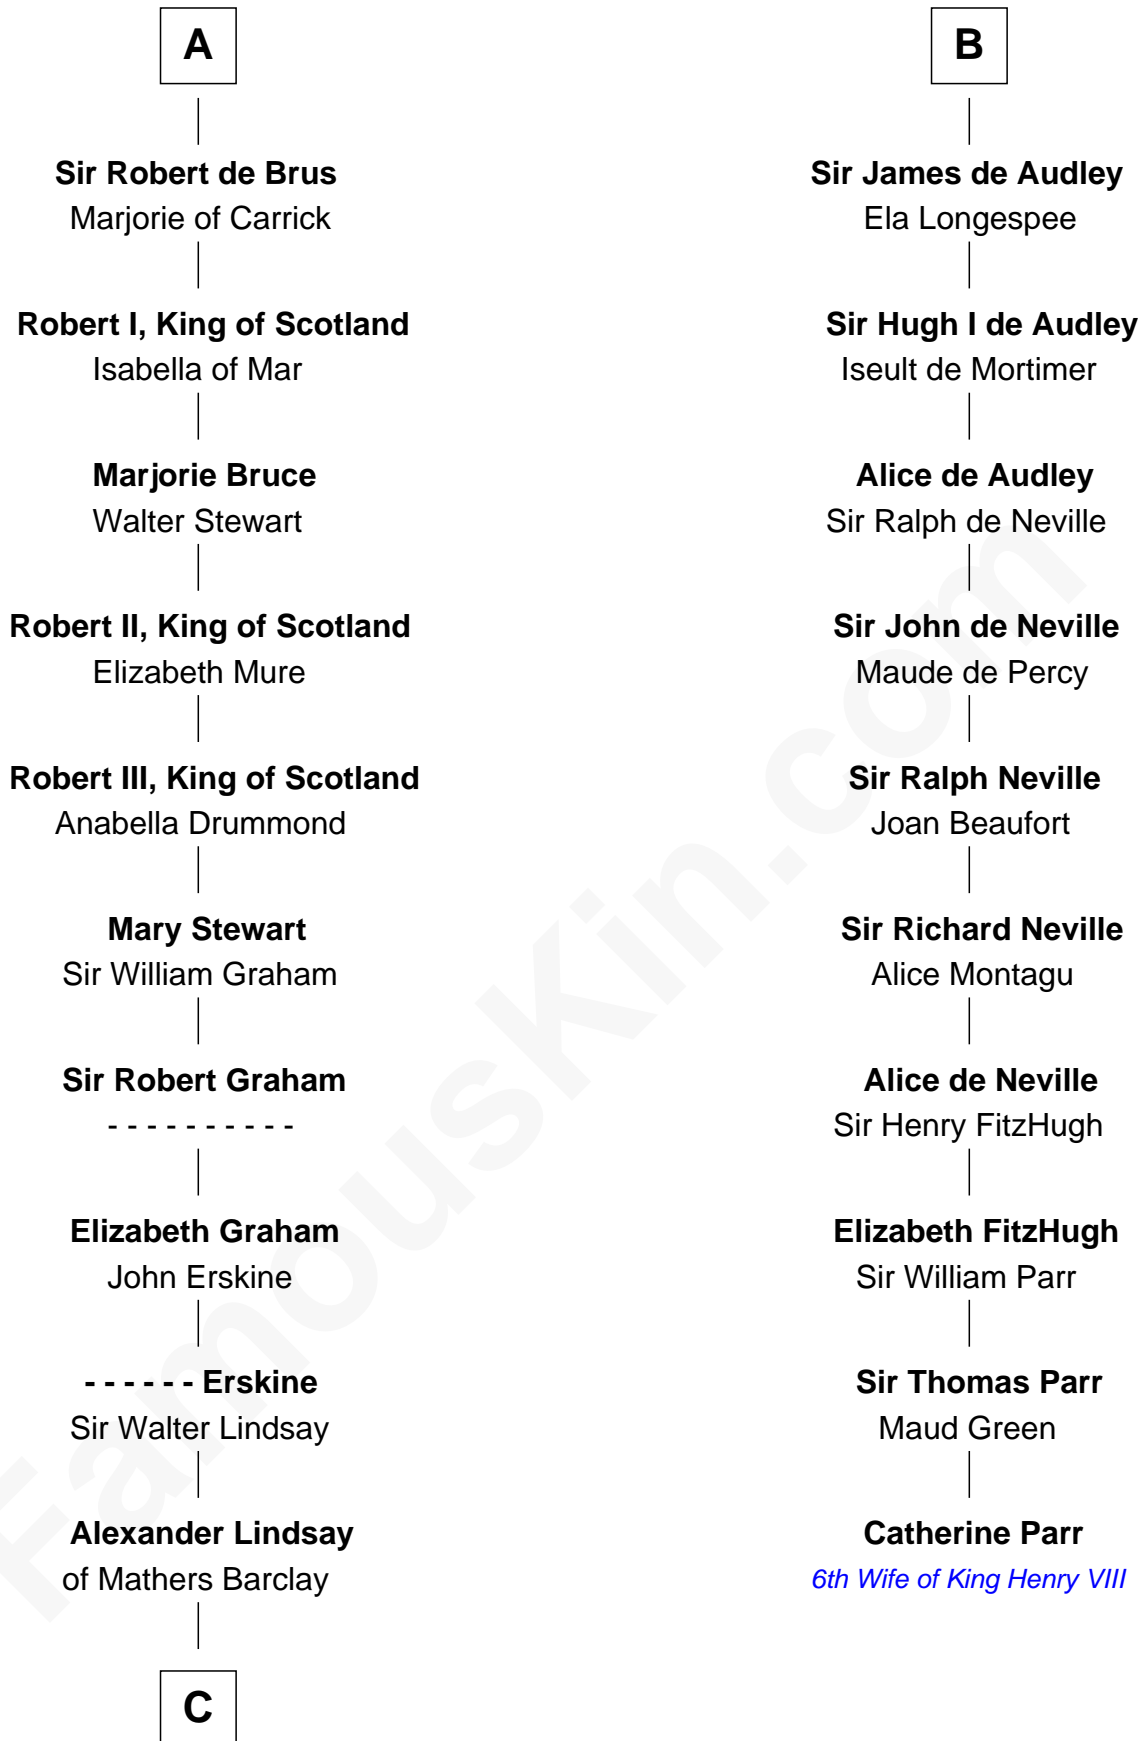 A
Sir Robert de Brus
Marjorie of Carrick
Robert I, King of Scotland
Isabella of Mar
Marjorie Bruce
Walter Stewart
Robert II, King of Scotland
Elizabeth Mure
Robert III, King of Scotland
Anabella Drummond
Mary Stewart
Sir William Graham
Sir Robert Graham
- - - - - - - - - -
Elizabeth Graham
John Erskine
- - - - - - Erskine
Sir Walter Lindsay
Alexander Lindsay
of Mathers Barclay
C
B
Sir James de Audley
Ela Longespee
Sir Hugh I de Audley
Iseult de Mortimer
Alice de Audley
Sir Ralph de Neville
Sir John de Neville
Maude de Percy
Sir Ralph Neville
Joan Beaufort
Sir Richard Neville
Alice Montagu
Alice de Neville
Sir Henry FitzHugh
Elizabeth FitzHugh
Sir William Parr
Sir Thomas Parr
Maud Green
Catherine Parr
6th Wife of King Henry VIII
FamousKin.com